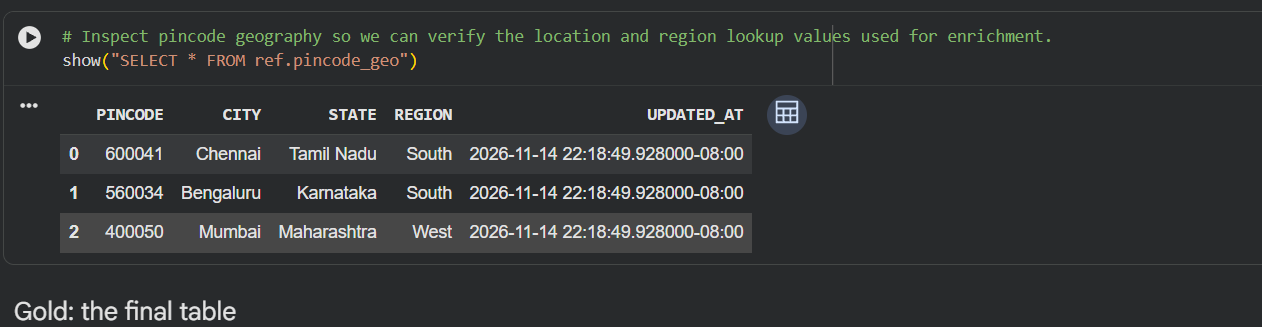 # Inspect pincode geography so we can verify the location and region lookup values used for enrichment.
show("SELECT * FROM ref.pincode_geo")
PINCODE CITY STATE REGION UPDATED_AT
0 600041 Chennai Tamil Nadu South 2026-11-14 22:18:49.928000-08:00
1 560034 Bengaluru Karnataka South 2026-11-14 22:18:49.928000-08:00
2 400050 Mumbai Maharashtra West 2026-11-14 22:18:49.928000-08:00
Gold: the final table